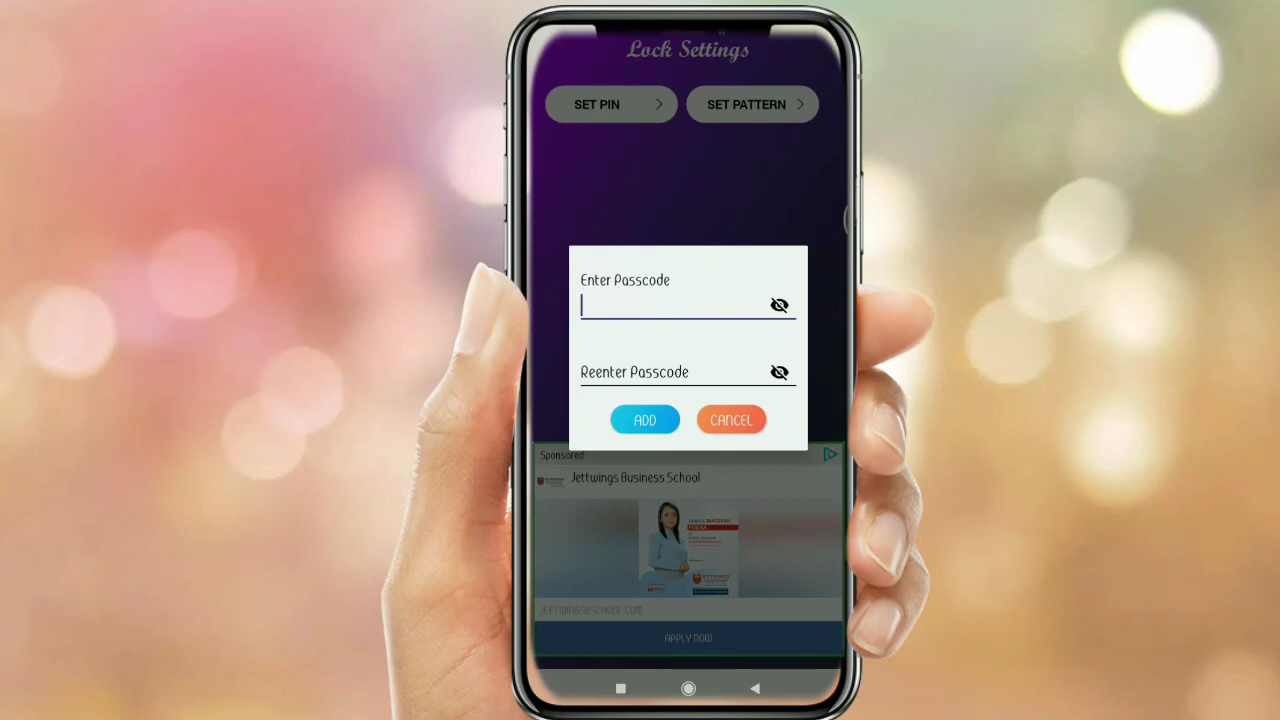 Lock Settings
SET PIN
SET PATTERN
Enter Passcode
Reenter Passcode
ADD
CANCEL
Sponsored
Jettwings Business School
JETTWINGSBSCHOOL.COM
APPLY NOW